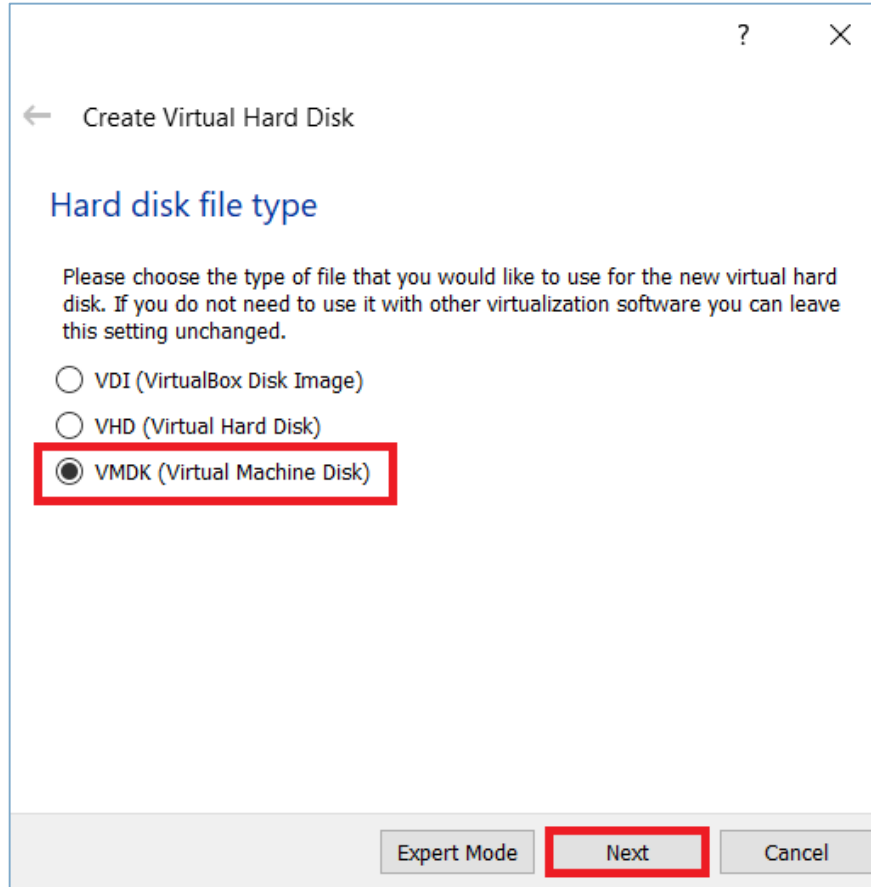 ?
Create Virtual Hard Disk
Hard disk file type
Please choose the type of file that you would like to use for the new virtual hard
disk. If you do not need to use it with other virtualization software you can leave
this setting unchanged.
VDI (VirtualBox Disk Image)
VHD (Virtual Hard Disk)
VMDK (Virtual Machine Disk)
Expert Mode Next Cancel